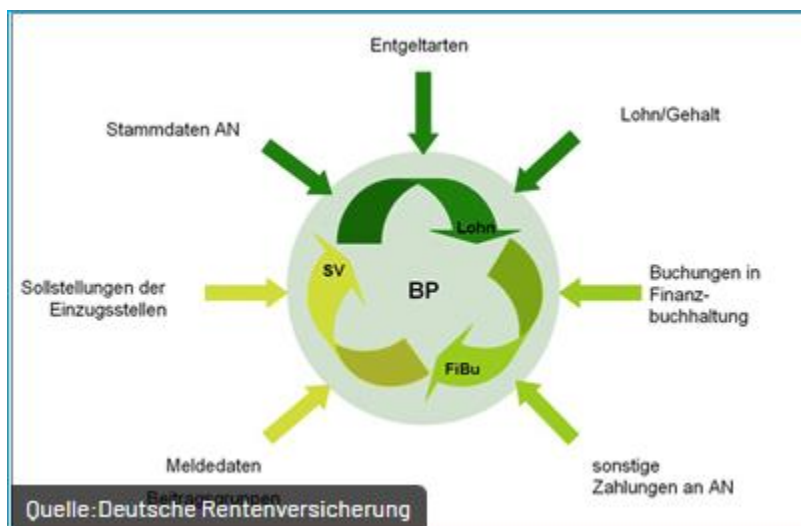 Entgeltarten
Stammdaten AN
Lohn/Gehalt
Lohn
SV
BP
Sollstellungen der
Einzugsstellen
Buchungen in
Finanz-
buchhaltung
FiBu
Meldedaten
Beitragsgruppen
sonstige
Zahlungen an AN
Quelle:Deutsche Rentenversicherung